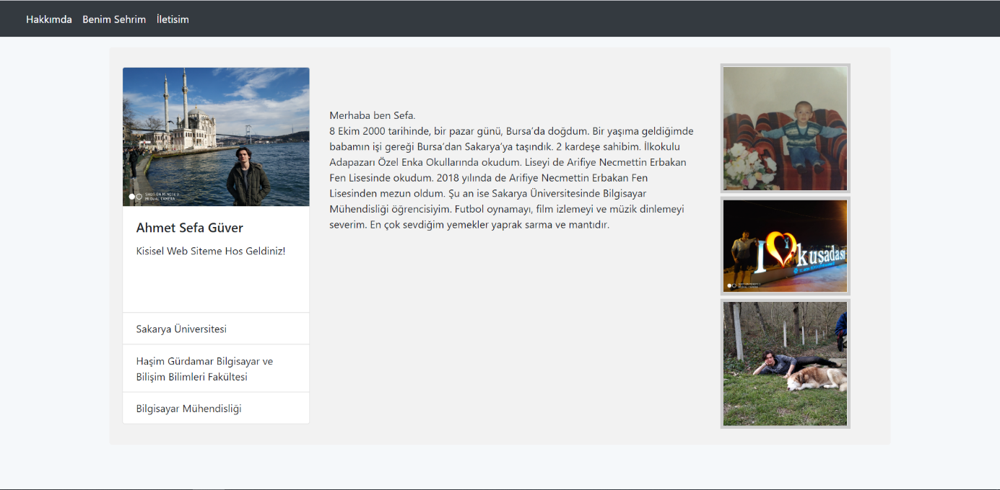 Hakkımda Benim Sehrim İletisim
SHOT ON MI NOTE 3
MI DUAL CAMERA
Ahmet Sefa Güver
Kisisel Web Siteme Hos Geldiniz!
Sakarya Üniversitesi
Haşim Gürdamar Bilgisayar ve
Bilişim Bilimleri Fakültesi
Bilgisayar Mühendisliği
Merhaba ben Sefa.
8 Ekim 2000 tarihinde, bir pazar günü, Bursa’da doğdum. Bir yaşıma geldiğimde
babamın işi gereği Bursa’dan Sakarya’ya taşındık. 2 kardeşe sahibim. İlkokulu
Adapazarı Özel Enka Okullarında okudum. Liseyi de Arifiye Necmettin Erbakan
Fen Lisesinde okudum. 2018 yılında de Arifiye Necmettin Erbakan Fen
Lisesinden mezun oldum. Şu an ise Sakarya Üniversitesinde Bilgisayar
Mühendisliği öğrencisiyim. Futbol oynamayı, film izlemeyi ve müzik dinlemeyi
severim. En çok sevdiğim yemekler yaprak sarma ve mantıdır.
I kuşadası